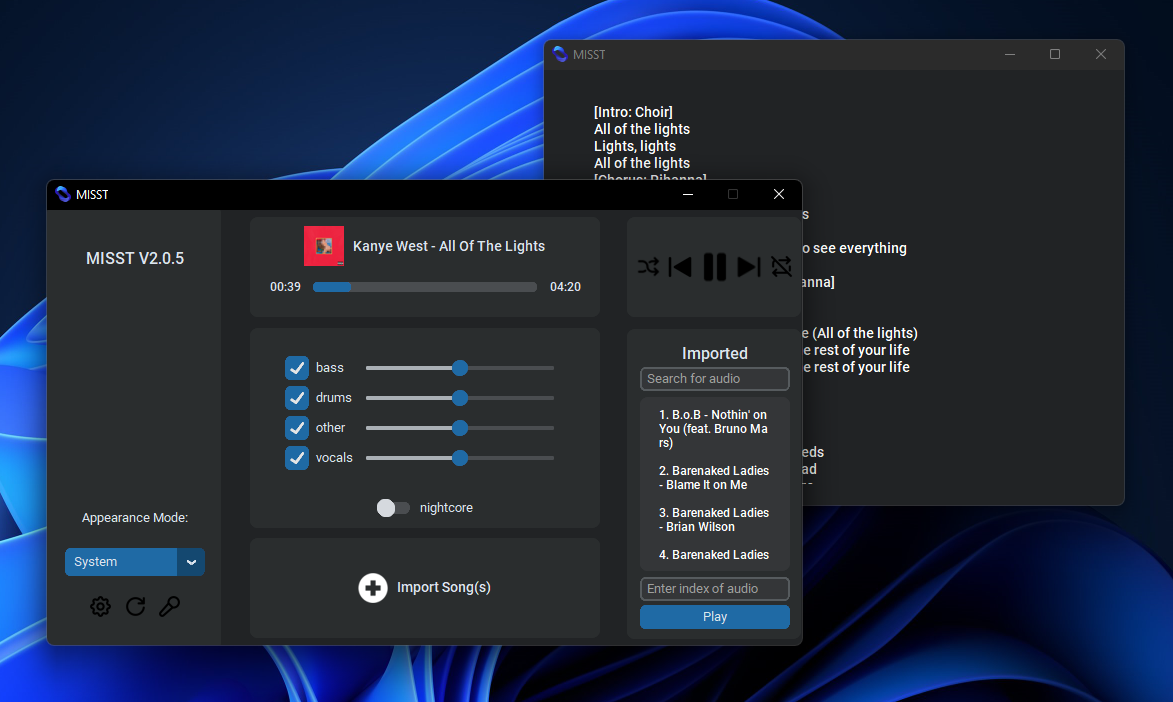 MISST
[Intro: Choir]
All of the lights
Lights, lights
All of the lights
[Chorus: Rihanna]
o see everything
anna]
e (All of the lights)
e rest of your life
e rest of your life
eds
ad
MISST
MISST V2.0.5
Appearance Mode:
System
Kanye West - All Of The Lights
00:39
04:20
bass
drums
other
vocals
nightcore
Import Song(s)
Imported
Search for audio
1. B.o.B - Nothin' on
You (feat. Bruno Ma
rs)
2. Barenaked Ladies
- Blame It on Me
3. Barenaked Ladies
- Brian Wilson
4. Barenaked Ladies
Enter index of audio
Play